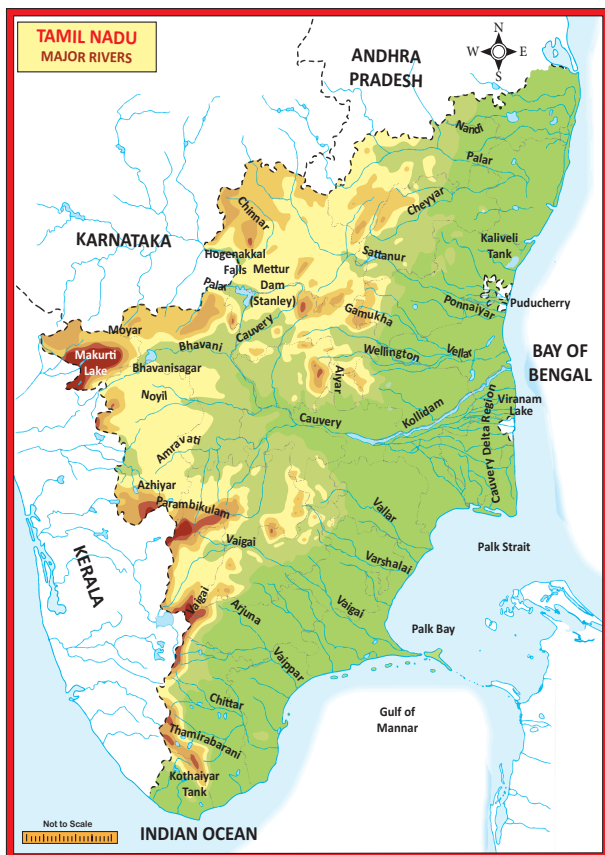 TAMIL NADU
MAJOR RIVERS
N
W E
S
ANDHRA
PRADESH
Nandi
Palar
Cheyyar
Chinnar
KARNATAKA
Hogenakkal
Falls
Mettur
Dam
(Stanley)
Sattanur
Kaliveli
Tank
Palar
Gamukha
Ponnaiyar
Puducherry
Moyar
Cauvery
Bhavani
Makurti
Lake
Bhavanisagar
Wellington
Vellar
BAY OF
BENGAL
Aiyar
Noyil
Cauvery
Kollidam
Viranam
Lake
Cauvery Delta Region
Amravati
Azhiyar
Parambikulam
Vallar
Vaigai
Varshalai
Palk Strait
KERALA
Vaigai
Arjuna
Vaigai
Palk Bay
Vaippar
Chittar
Gulf of
Mannar
Thamirabarani
Kothaiyar
Tank
Not to Scale
INDIAN OCEAN